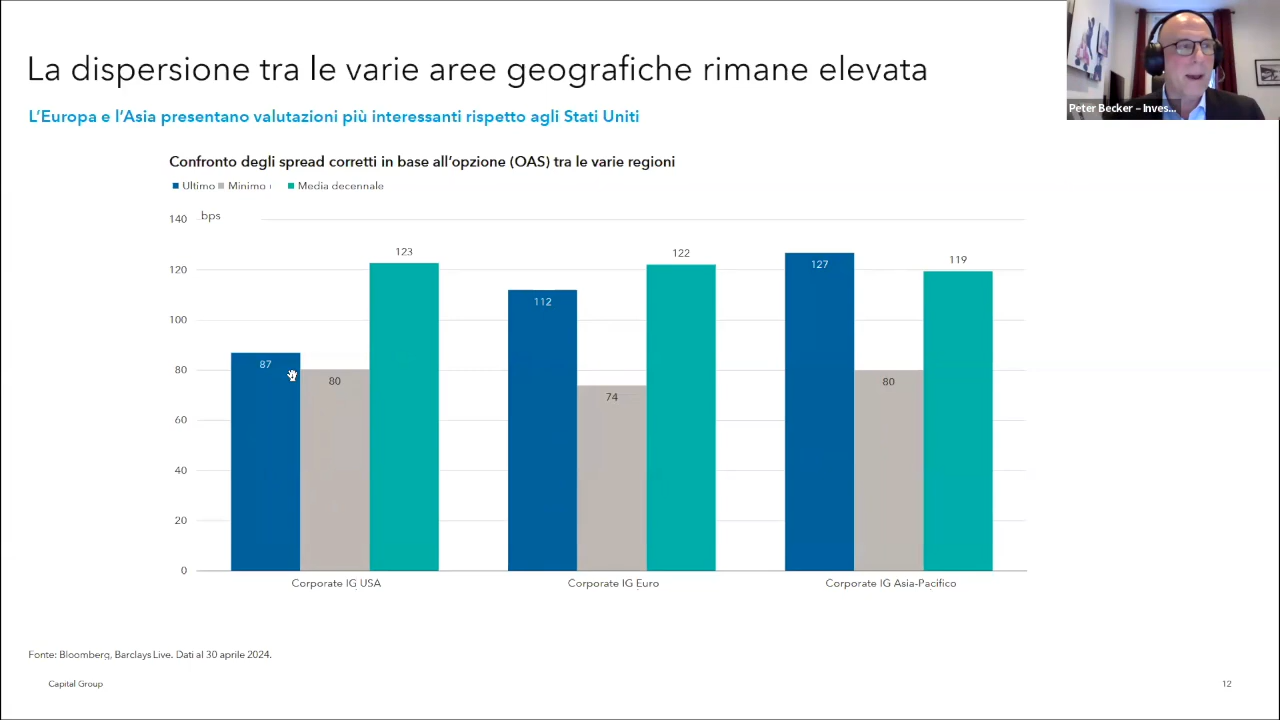 La dispersione tra le varie aree geografiche rimane elevata
Peter Becker – Inves...
L'Europa e l'Asia presentano valutazioni più interessanti rispetto agli Stati Uniti
Confronto degli spread corretti in base all'opzione (OAS) tra le varie regioni
Ultimo Minimo Media decennale
bps
140
120
100
80
60
40
20
0
87
80
123
112
74
122
127
80
119
Corporate IG USA
Corporate IG Euro
Corporate IG Asia-Pacifico
Fonte: Bloomberg, Barclays Live. Dati al 30 aprile 2024.
Capital Group
12